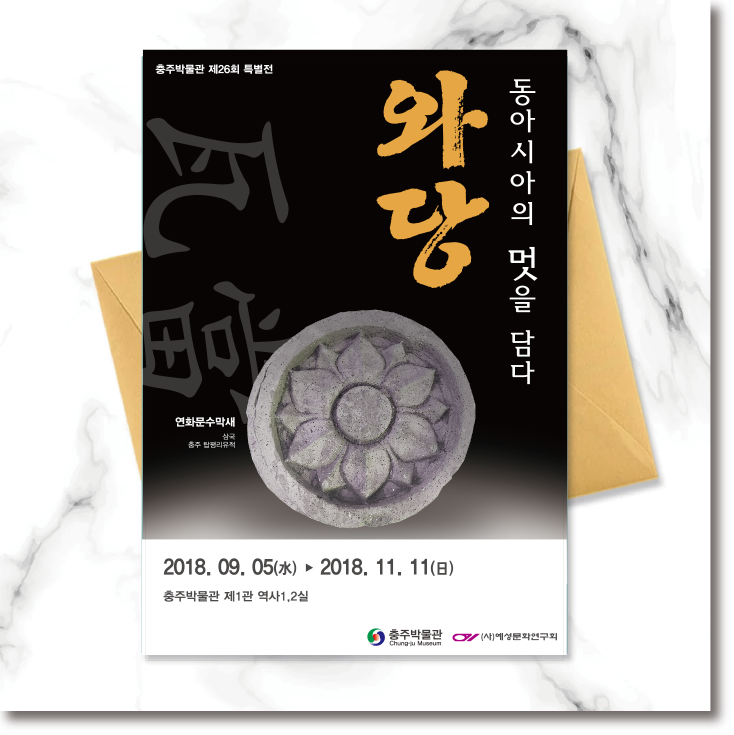 충주박물관 제26회 특별전
와당
동아시아의 멋을 담다
瓦當
연화문수막새
삼국
충주 탑평리유적
2018. 09. 05(水) ▶ 2018. 11. 11(日)
충주박물관 제1관 역사1,2실
충주박물관
Chung-ju Museum
(사)예성문화연구회